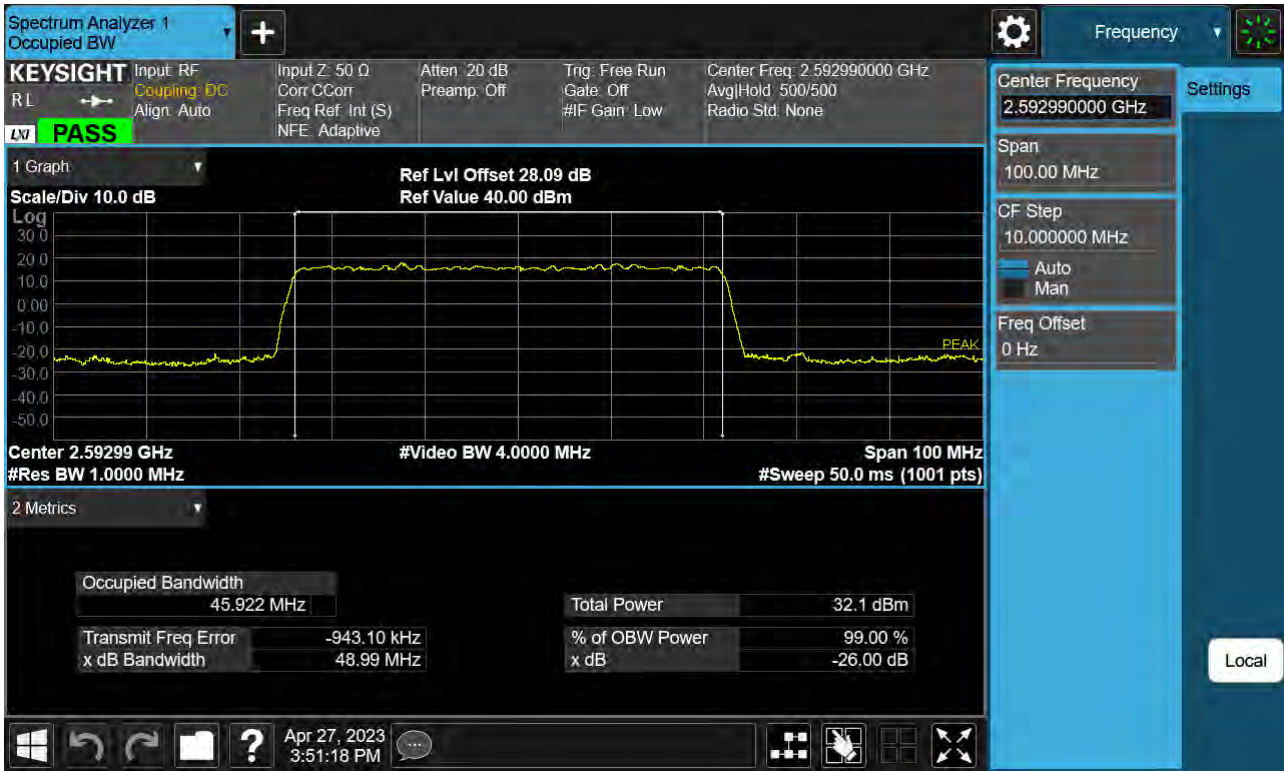 Spectrum Analyzer 1
Occupied BW
Frequency
KEYSIGHT
RL
LXI PASS
Input: RF
Coupling: DC
Align: Auto
Input Z: 50 Ω
Corr CCorr
Freq Ref: Int (S)
NFE: Adaptive
Atten: 20 dB
Preamp: Off
Trig: Free Run
Gate: Off
#IF Gain: Low
Center Freq: 2.592990000 GHz
Avg|Hold: 500/500
Radio Std: None
Center Frequency
2.592990000 GHz
Settings
Span
100.00 MHz
CF Step
10.000000 MHz
Auto
Man
Freq Offset
0 Hz
Local
1 Graph
Scale/Div 10.0 dB
Ref Lvl Offset 28.09 dB
Ref Value 40.00 dBm
Log
30.0
20.0
10.0
0.00
-10.0
-20.0
-30.0
-40.0
-50.0
PEAK
Center 2.59299 GHz
#Video BW 4.0000 MHz
Span 100 MHz
#Res BW 1.0000 MHz
#Sweep 50.0 ms (1001 pts)
2 Metrics
Occupied Bandwidth
45.922 MHz
Total Power 32.1 dBm
Transmit Freq Error -943.10 kHz
% of OBW Power 99.00 %
x dB Bandwidth 48.99 MHz
x dB -26.00 dB
Apr 27, 2023
3:51:18 PM